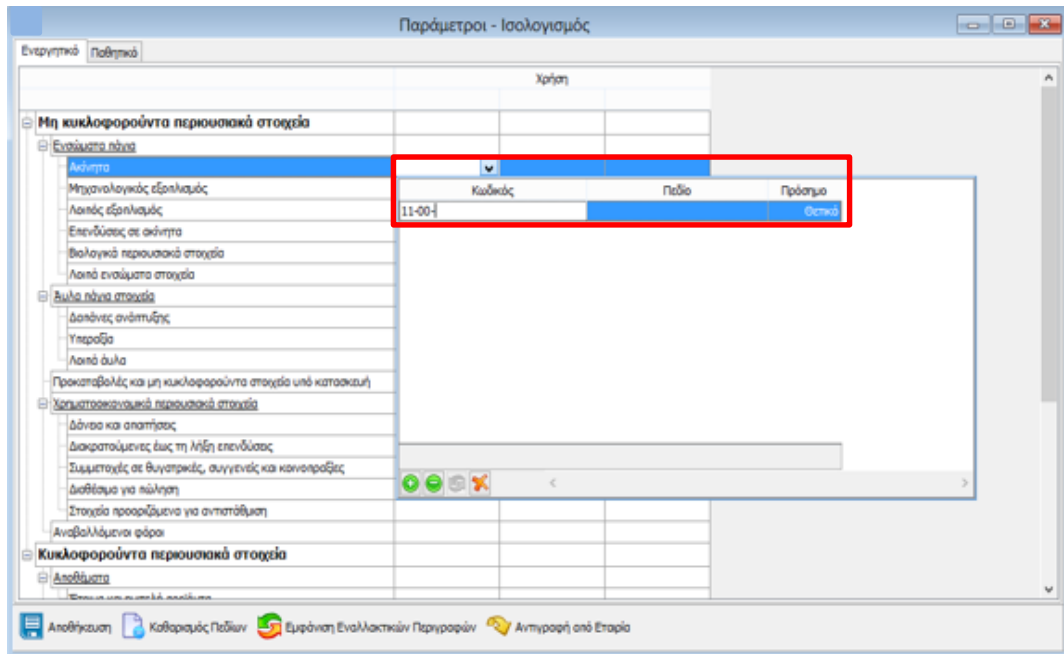 Παράμετροι - Ισολογισμός
Ενεργητικό Παθητικό
Χρήση
Μη κυκλοφορούντα περιουσιακά στοιχεία
Ενσώματα πάγια
Ακίνητα
Κωδικός Πεδίο Πρόσημο
11-00- Θετικό
Μηχανολογικός εξοπλισμός
Λοιπός εξοπλισμός
Επενδύσεις σε ακίνητα
Βιολογικά περιουσιακά στοιχεία
Λοιπά ενσώματα στοιχεία
Άυλα πάγια στοιχεία
Δαπάνες ανάπτυξης
Υπεραξία
Λοιπά άυλα
Προκαταβολές και μη κυκλοφορούντα στοιχεία υπό κατασκευή
Χρηματοοικονομικά περιουσιακά στοιχεία
Δάνεια και απαιτήσεις
Διακρατούμενες έως τη λήξη επενδύσεις
Συμμετοχές σε θυγατρικές, συγγενείς και κοινοπραξίες
Διαθέσιμα για πώληση
Στοιχεία προοριζόμενα για αντιστάθμιση
Αναβαλλόμενοι φόροι
Κυκλοφορούντα περιουσιακά στοιχεία
Αποθέματα
Αποθήκευση Καθαρισμός Πεδίων Εμφάνιση Εναλλακτικών Περιγραφών Αντιγραφή από Εταιρία